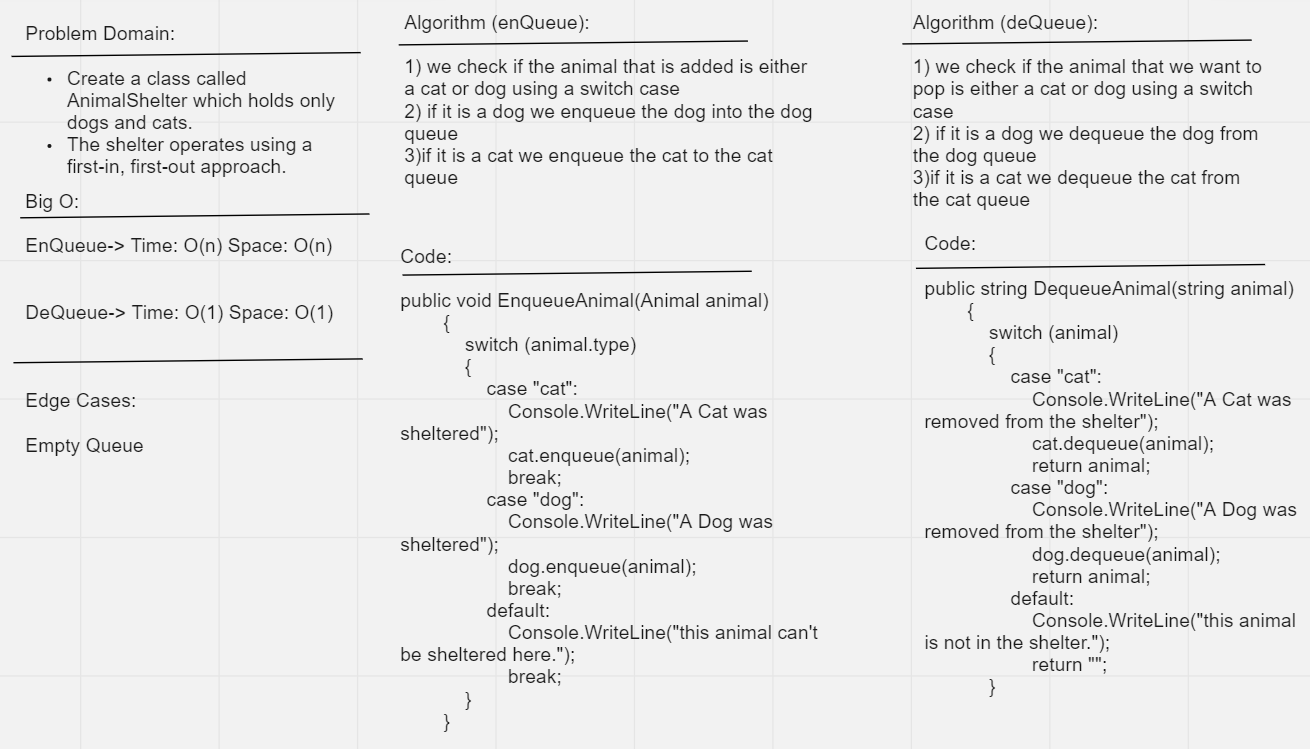 Problem Domain:
• Create a class called
AnimalShelter which holds only
dogs and cats.
• The shelter operates using a
first-in, first-out approach.
Big O:
EnQueue-> Time: O(n) Space: O(n)
DeQueue-> Time: O(1) Space: O(1)
Edge Cases:
Empty Queue
Algorithm (enQueue):
1) we check if the animal that is added is either
a cat or dog using a switch case
2) if it is a dog we enqueue the dog into the dog
queue
3)if it is a cat we enqueue the cat to the cat
queue
Code:
public void EnqueueAnimal(Animal animal)
{
switch (animal.type)
{
case "cat":
Console.WriteLine("A Cat was
sheltered");
cat.enqueue(animal);
break;
case "dog":
Console.WriteLine("A Dog was
sheltered");
dog.enqueue(animal);
break;
default:
Console.WriteLine("this animal can't
be sheltered here.");
break;
}
}
Algorithm (deQueue):
1) we check if the animal that we want to
pop is either a cat or dog using a switch
case
2) if it is a dog we dequeue the dog from
the dog queue
3)if it is a cat we dequeue the cat from
the cat queue
Code:
public string DequeueAnimal(string animal)
{
switch (animal)
{
case "cat":
Console.WriteLine("A Cat was
removed from the shelter");
cat.dequeue(animal);
return animal;
case "dog":
Console.WriteLine("A Dog was
removed from the shelter");
dog.dequeue(animal);
return animal;
default:
Console.WriteLine("this animal
is not in the shelter.");
return "";
}